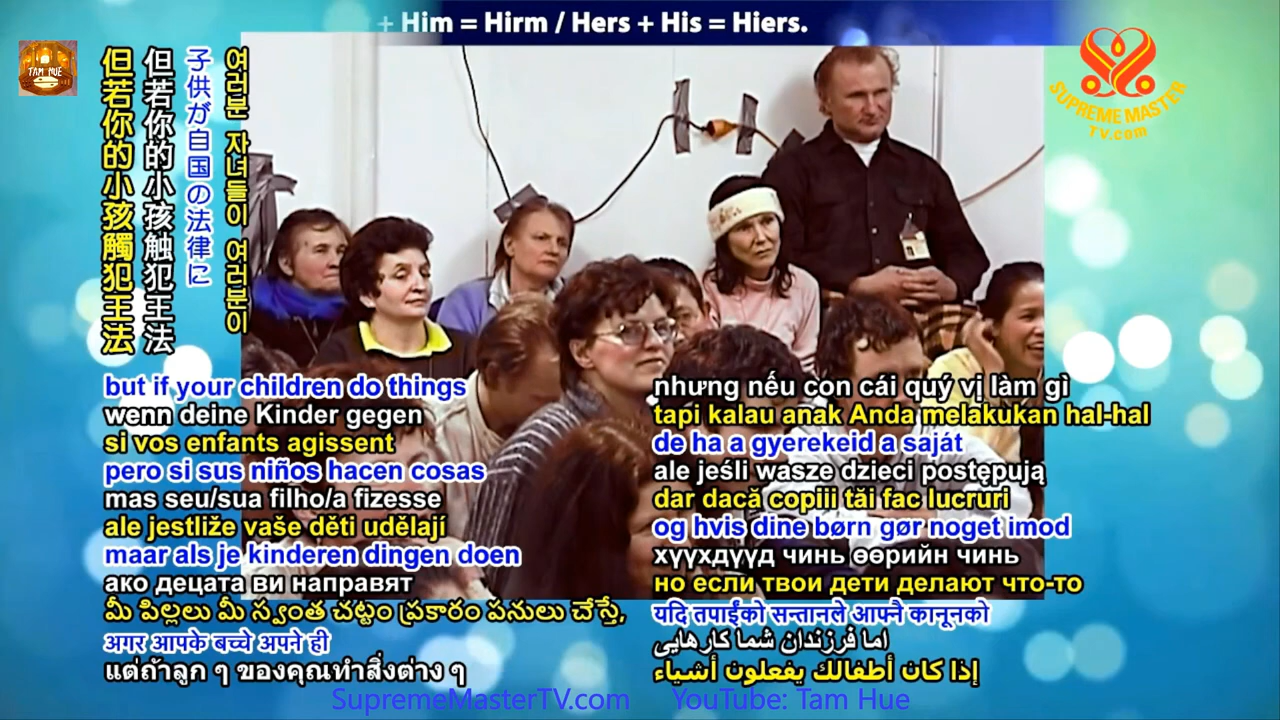 + Him = Hirm / Hers + His = Hiers.
TAM HUE
SUPREME MASTER
TV.com
但若你的小孩觸犯王法
但若你的小孩触犯王法
子供が自国の法律に
여러분 자녀들이 여러분이
but if your children do things
wenn deine Kinder gegen
si vos enfants agissent
pero si sus niños hacen cosas
mas seu/sua filho/a fizesse
ale jestliže vaše děti udělají
maar als je kinderen dingen doen
ако децата ви направят
మీ పిల్లలు మీ స్వంత చట్టం ప్రకారం పనులు చేస్తే,
अगर आपके बच्चे अपने ही
แต่ถ้าลูก ๆ ของคุณทำสิ่งต่าง ๆ
nhưng nếu con cái quý vị làm gì
tapi kalau anak Anda melakukan hal-hal
de ha a gyerekeid a saját
ale jeśli wasze dzieci postępują
dar dacă copiii tăi fac lucruri
og hvis dine børn gør noget imod
хүүхдүүд чинь өөрийн чинь
но если твои дети делают что-то
यदि तपाईंको सन्तानले आफ्नै कानूनको
اما فرزندان شما کارهایی
إذا كان أطفالك يفعلون أشياء
SupremeMasterTV.com YouTube: Tam Hue